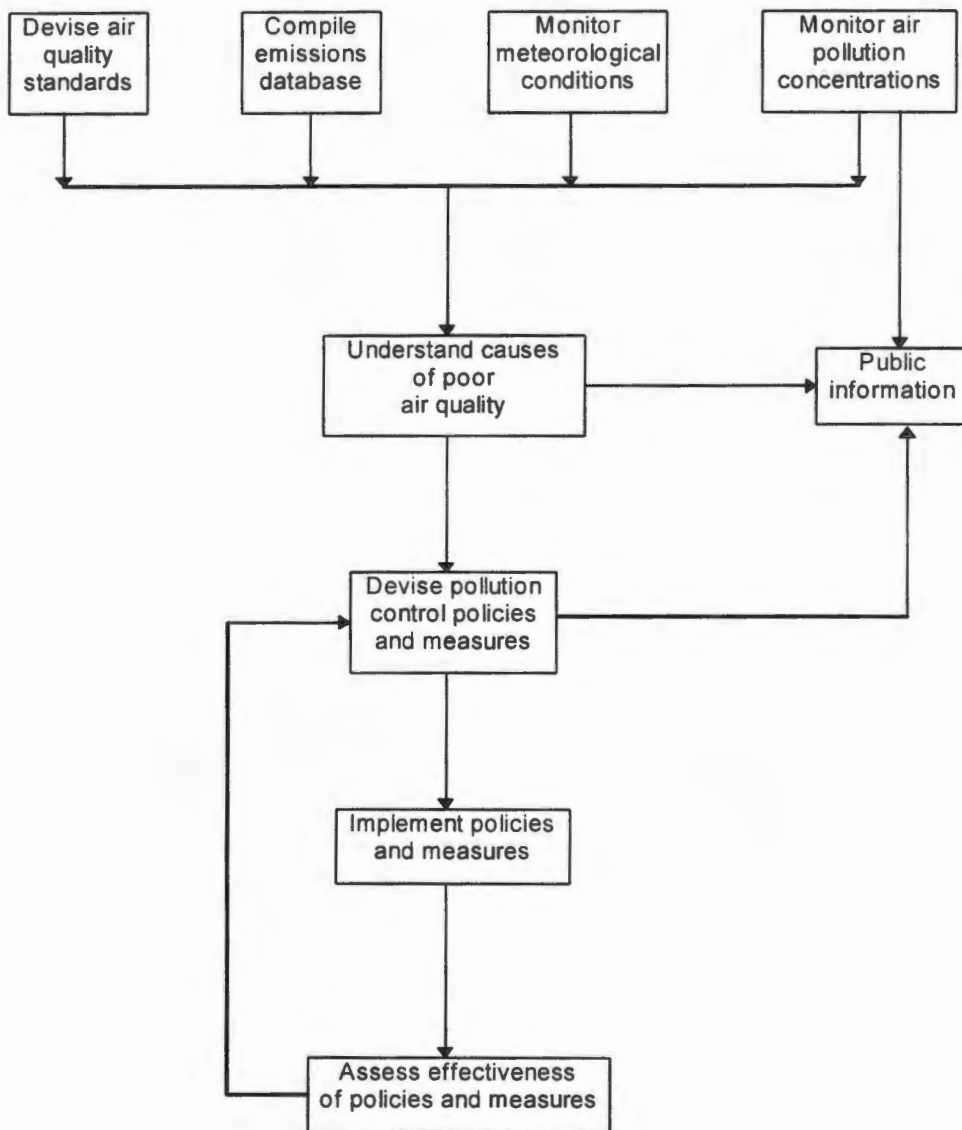 Devise air
quality
standards
Compile
emissions
database
Monitor
meteorological
conditions
Monitor air
pollution
concentrations
Understand causes
of poor
air quality
Public
information
Devise pollution
control policies
and measures
Implement policies
and measures
Assess effectiveness
of policies and measures